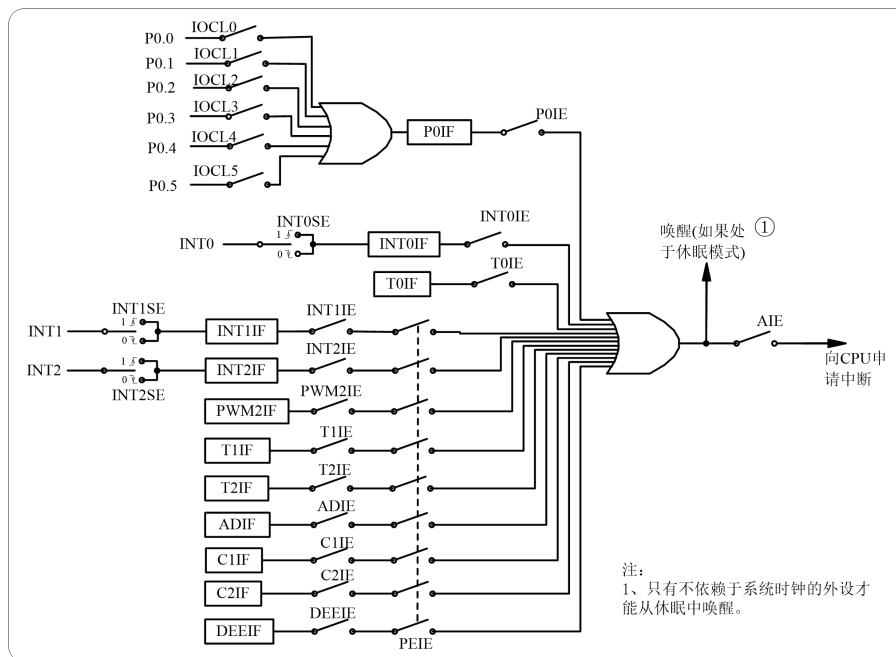 P0.0 IOCL0
P0.1 IOCL1
P0.2 IOCL2
P0.3 IOCL3
P0.4 IOCL4
P0.5 IOCL5
P0IF
P0IE
INT0
INT0SE
1
0
INT0IF
INT0IE
T0IF
T0IE
INT1
INT1SE
1
0
INT1IF
INT1IE
INT2
1
0
INT2SE
INT2IF
INT2IE
PWM2IF
PWM2IE
T1IF
T1IE
T2IF
T2IE
ADIF
ADIE
C1IF
C1IE
C2IF
C2IE
DEEIF
DEEIE
PEIE
唤醒(如果处 ①
于休眠模式)
AIE
向CPU申
请中断
注:
1、只有不依赖于系统时钟的外设才
能从休眠中唤醒。